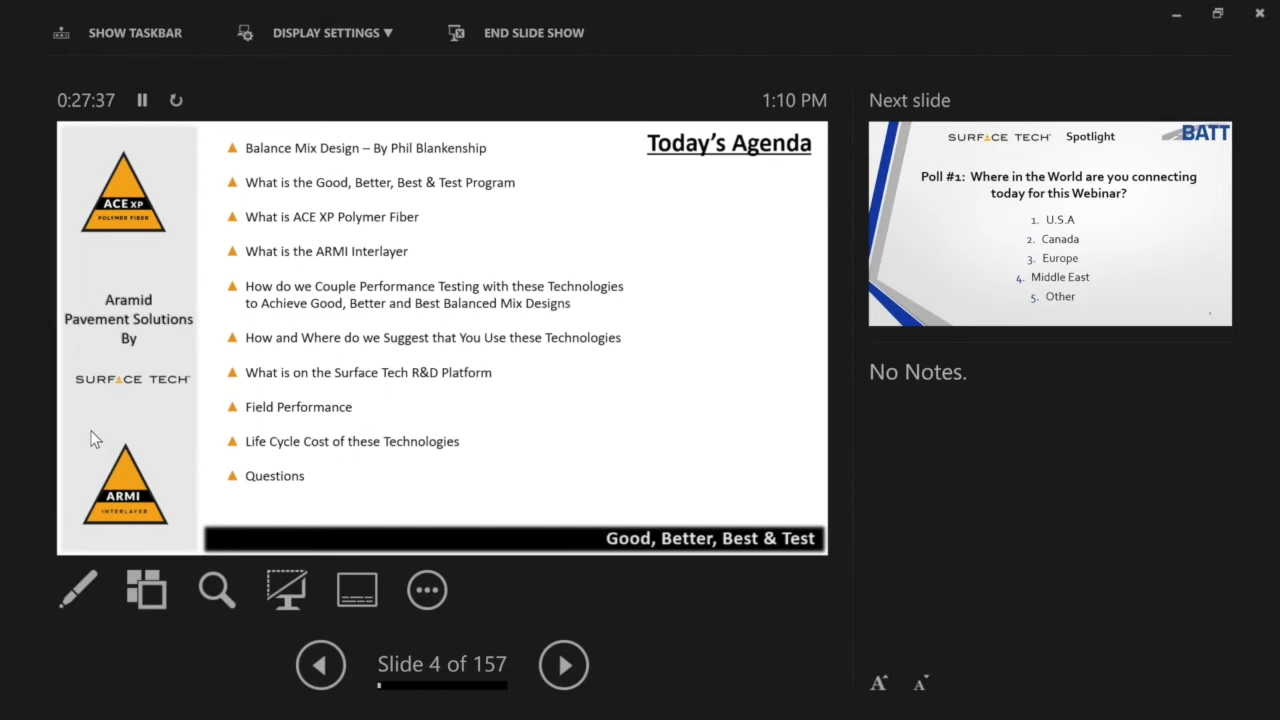 SHOW TASKBAR
DISPLAY SETTINGS ▼
END SLIDE SHOW
0:27:37
1:10 PM
Next slide
ACE XP
POLYMER FIBER
Aramid
Pavement Solutions
By
SURFACE TECH
ARMI
INTERLAYER
Today's Agenda
Balance Mix Design – By Phil Blankenship
What is the Good, Better, Best & Test Program
What is ACE XP Polymer Fiber
What is the ARMI Interlayer
How do we Couple Performance Testing with these Technologies
to Achieve Good, Better and Best Balanced Mix Designs
How and Where do we Suggest that You Use these Technologies
What is on the Surface Tech R&D Platform
Field Performance
Life Cycle Cost of these Technologies
Questions
Good, Better, Best & Test
SURFACE TECH Spotlight
BATT
Poll #1: Where in the World are you connecting
today for this Webinar?
1. U.S.A
2. Canada
3. Europe
4. Middle East
5. Other
No Notes.
Slide 4 of 157
A A